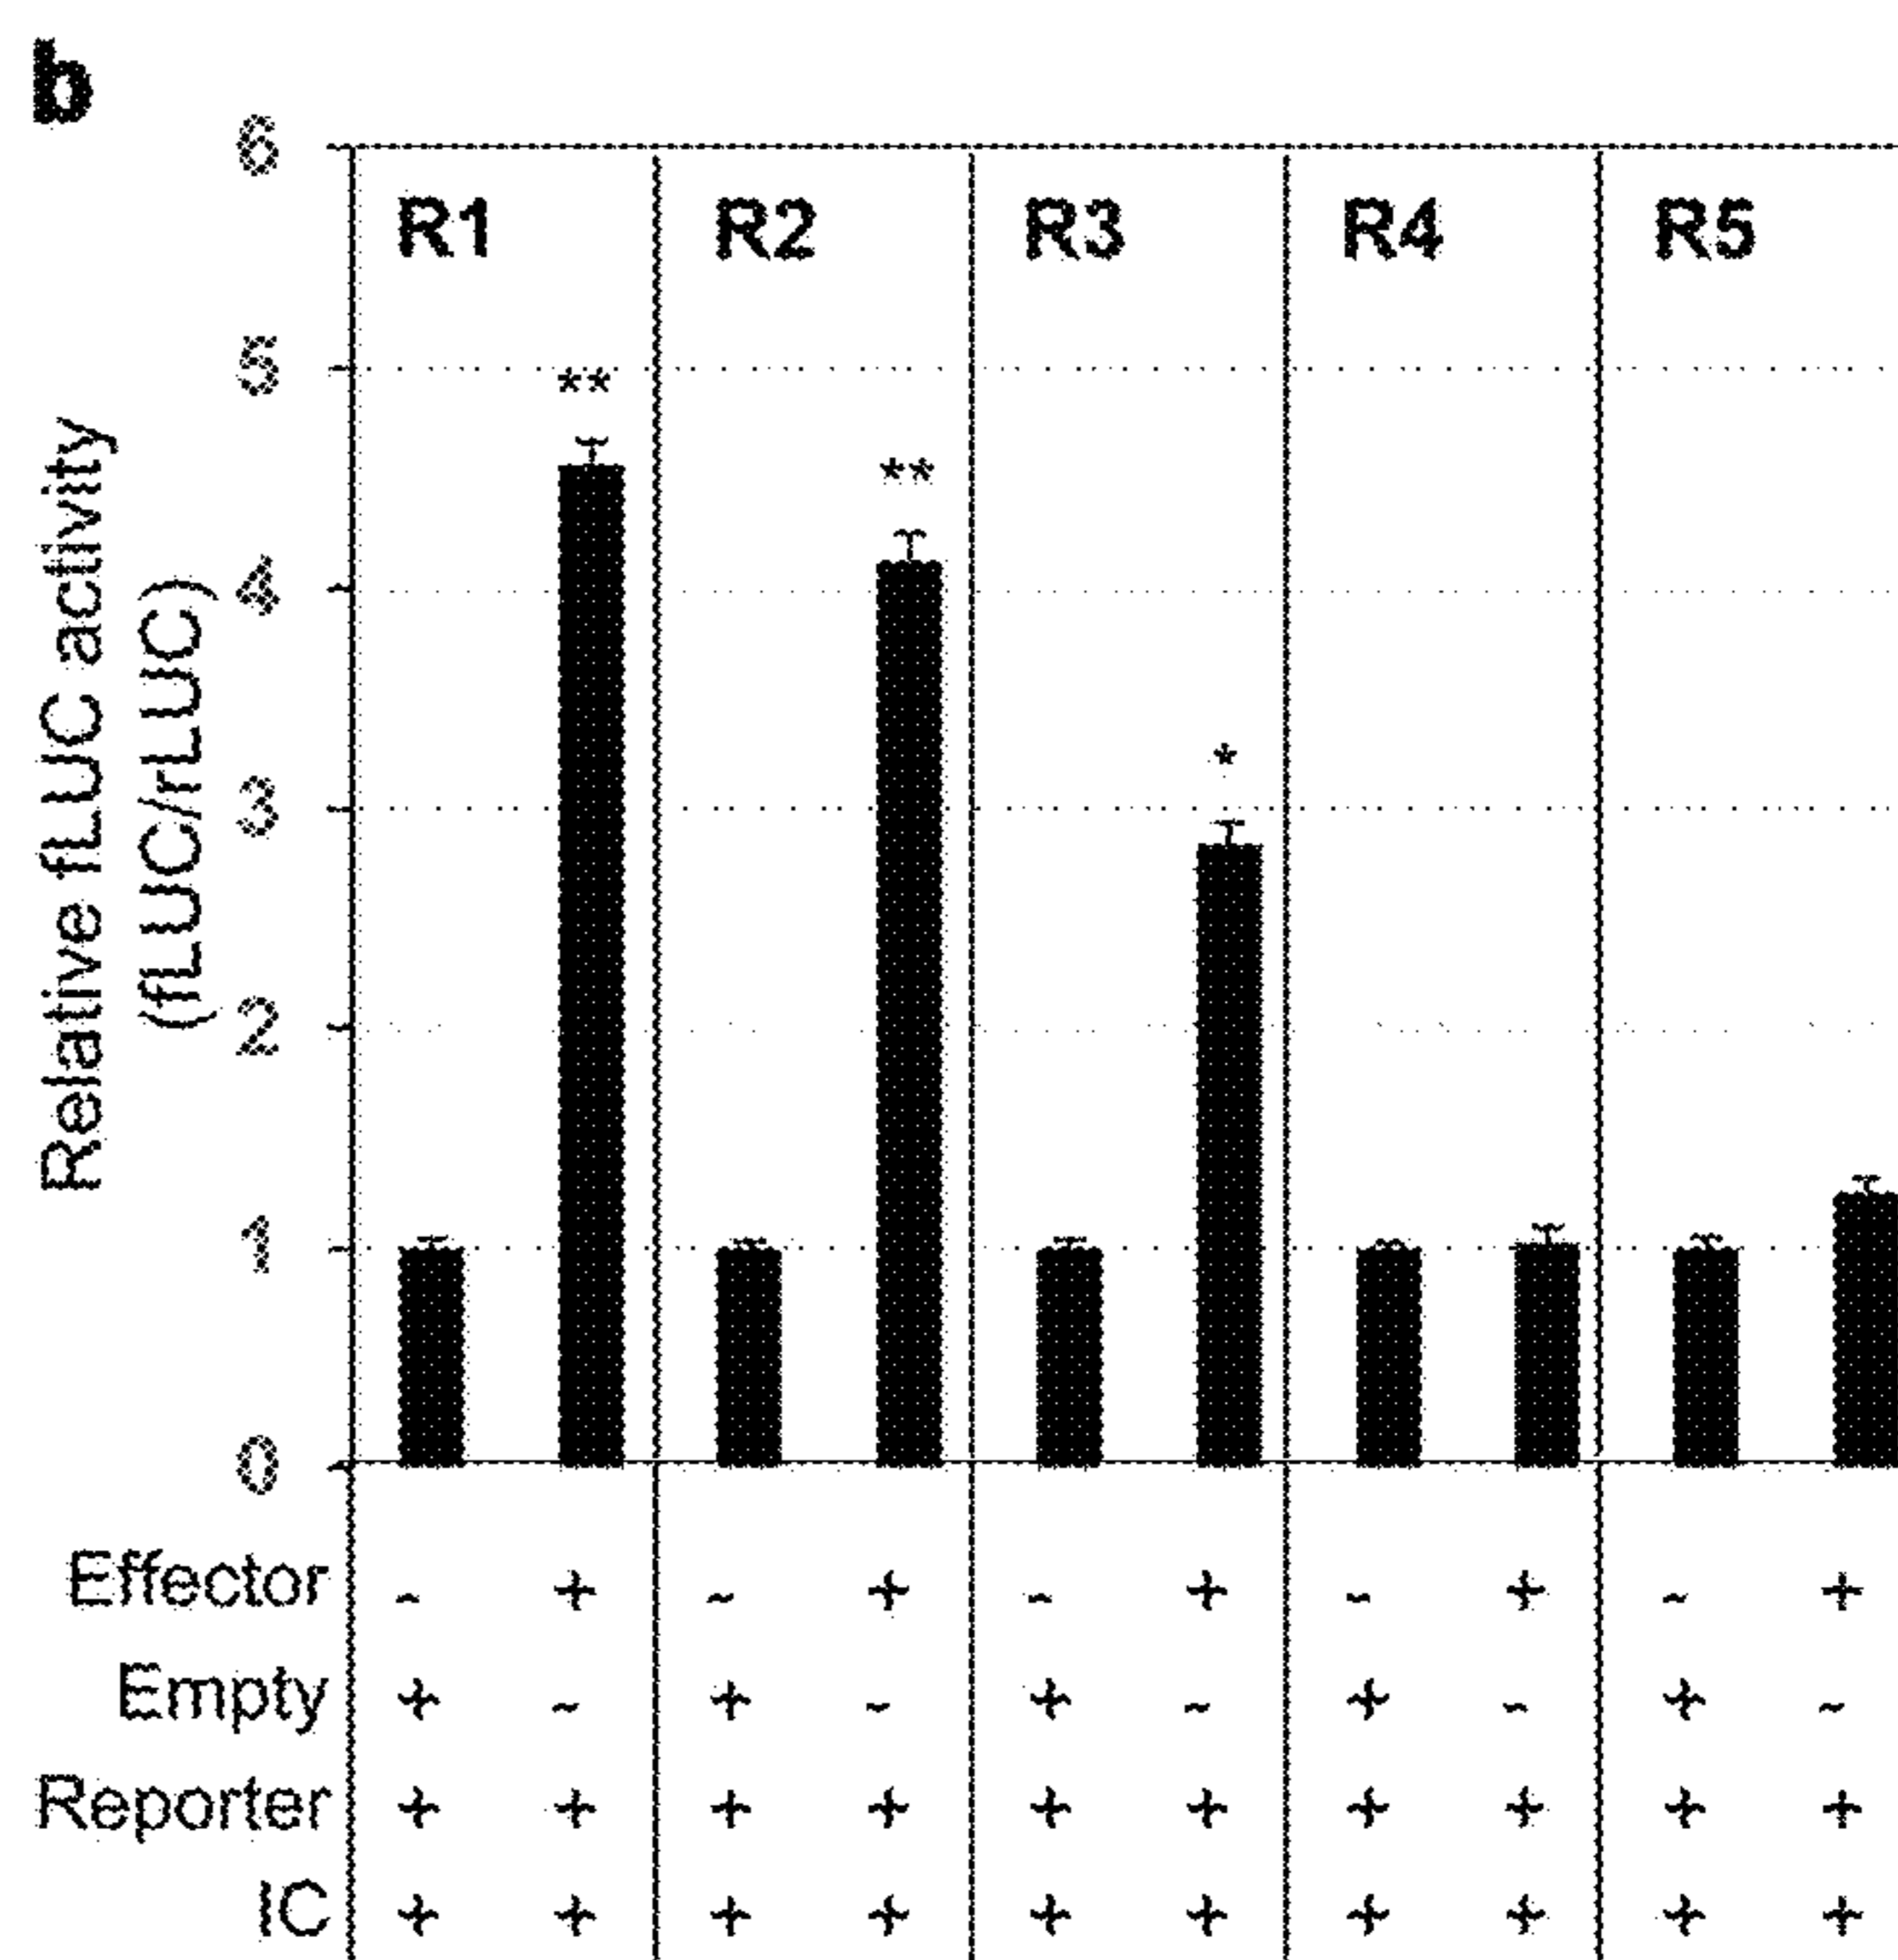 b
6
R1 R2 R3 R4 R5
5
**
**
4
*
3
2
1
0
Relative fLUC activity
(fLUC/rLUC)
Effector - + - + - + - + - +
Empty + - + - + - + - + -
Reporter + + + + + + + + + +
IC + + + + + + + + + +